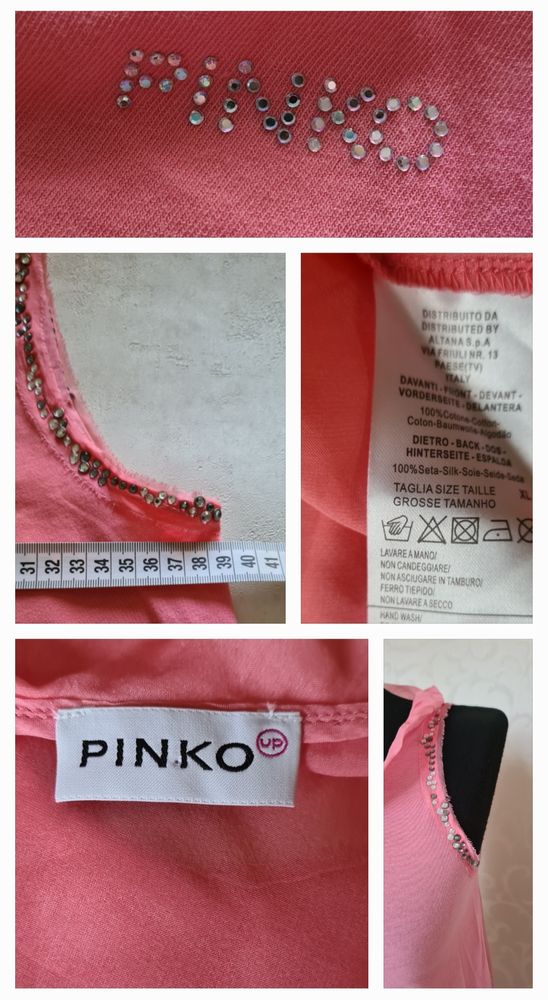 PINKO
31 32 33 34 35 36 37 38 39 40 41
DISTRIBUITO DA
DISTRIBUTED BY
ALTANA S.p.A
VIA FRIULI NR. 13
PAESE(TV)
ITALY
DAVANTI - FRONT - DEVANT -
VORDERSEITE - DELANTERA
100%Cotone-Cotton-
Coton-Baumwolle-Algodão
DIETRO - BACK - DOS -
HINTERSEITE - ESPALDA
100%Seta-Silk-Soie-Seide-Seda
TAGLIA SIZE TAILLE XL
GROSSE TAMANHO
LAVARE A MANO/
NON CANDEGGIARE/
NON ASCIUGARE IN TAMBURO/
FERRO TIEPIDO/
NON LAVARE A SECCO
HAND WASH/
PINKO up